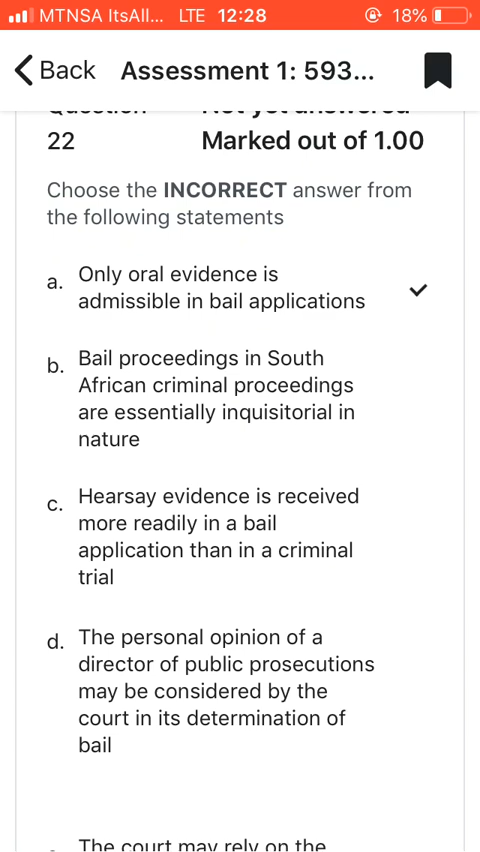 MTNSA ItsAll... LTE 12:28 18%
Back Assessment 1: 593...
Question Not yet answered
22 Marked out of 1.00
Choose the INCORRECT answer from
the following statements
a. Only oral evidence is
admissible in bail applications
b. Bail proceedings in South
African criminal proceedings
are essentially inquisitorial in
nature
c. Hearsay evidence is received
more readily in a bail
application than in a criminal
trial
d. The personal opinion of a
director of public prosecutions
may be considered by the
court in its determination of
bail
The court may rely on the